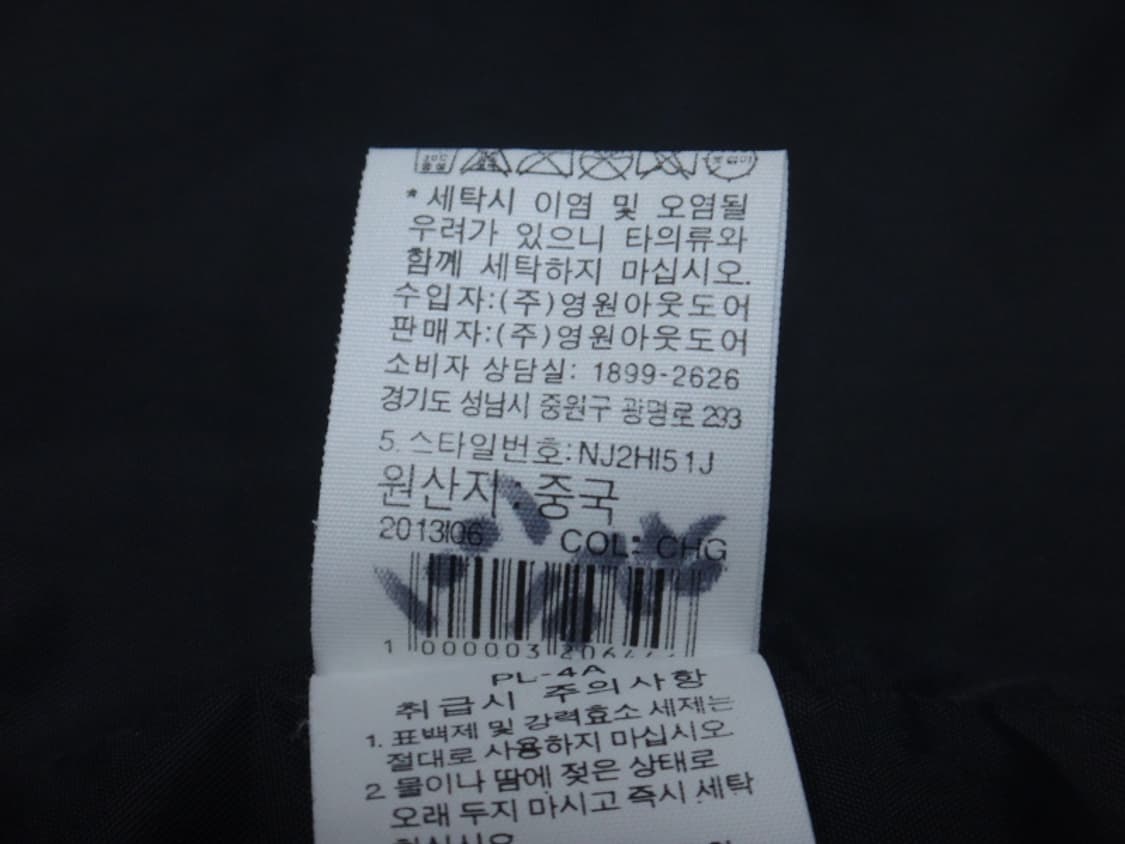 * 세탁시 이염 및 오염될
우려가 있으니 타의류와
함께 세탁하지 마십시오.
수입자:(주)영원아웃도어
판매자:(주)영원아웃도어
소비자 상담실: 1899-2626
경기도 성남시 중원구 광명로 293
5. 스타일번호:NJ2HI51J
원산지 : 중국
2013/06 COL: CHG
PL-4A
취급시 주의사항
1. 표백제 및 강력효소 세제는
절대로 사용하지 마십시오
2 물이나 땀에 젖은 상태로
오래 두지 마시고 즉시 세탁